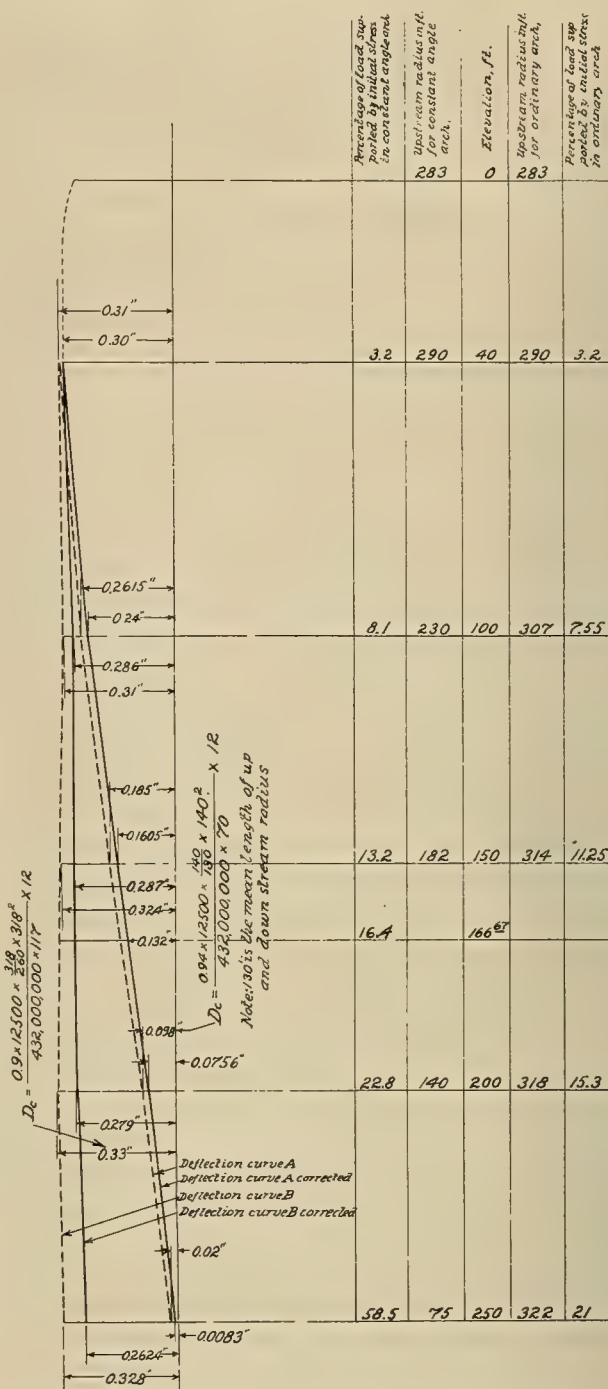 Percentage of load sup-
ported by initial stress
in constant angle arch
Upstream radius in ft.
for constant angle
arch.
Elevation, ft.
Upstream radius in ft.
for ordinary arch,
Percentage of load sup
ported by initial stress
in ordinary arch
283 0 283
0.31"
0.30"
3.2 290 40 290 3.2
0.2615"
0.24"
8.1 230 100 307 7.55
0.286"
0.31"
0.185"
0.1605"
13.2 182 150 314 11.25
0.287"
0.324"
16.4 166 67
0.132"
Dc = 0.94 × 12500 × 140/130 × 140² / 432,000,000 × 70 × 12
Note: 130' is the mean length of up
and down stream radius
Dc = 0.9 × 12500 × 318/260 × 318² / 432,000,000 × 117 × 12
0.098"
0.0756"
22.8 140 200 318 15.3
0.279"
0.33"
Deflection curve A
Deflection curve A corrected
Deflection curve B
Deflection curve B corrected
0.02"
58.5 75 250 322 21
0.0083"
0.2624"
0.328"